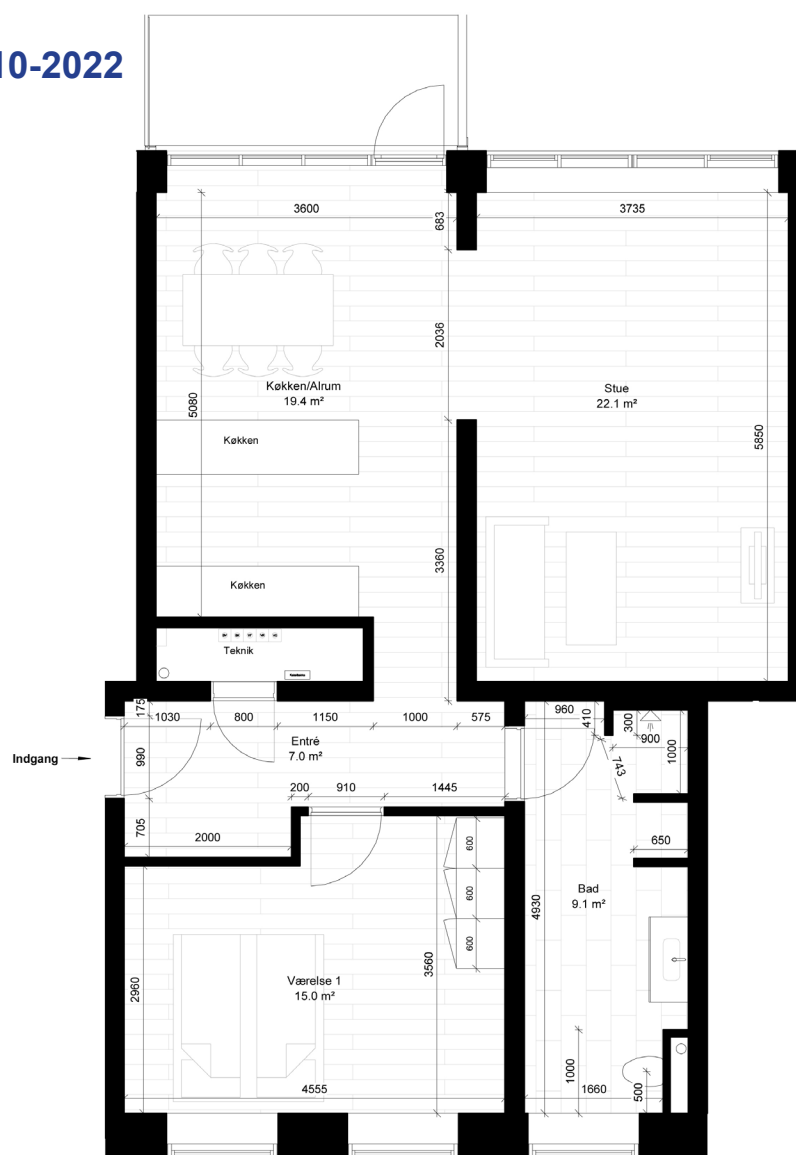 10-2022
3600
683
3735
2036
Køkken/Alrum
19.4 m²
Stue
22.1 m²
5080
5850
Køkken
3360
Køkken
Teknik
175
1030
800
1150
1000
575
960
410
300
900
1000
Indgang
990
Entré
7.0 m²
743
200
910
1445
705
2000
600
650
600
Bad
9.1 m²
4930
600
3560
2960
Værelse 1
15.0 m²
1000
500
4555
1660